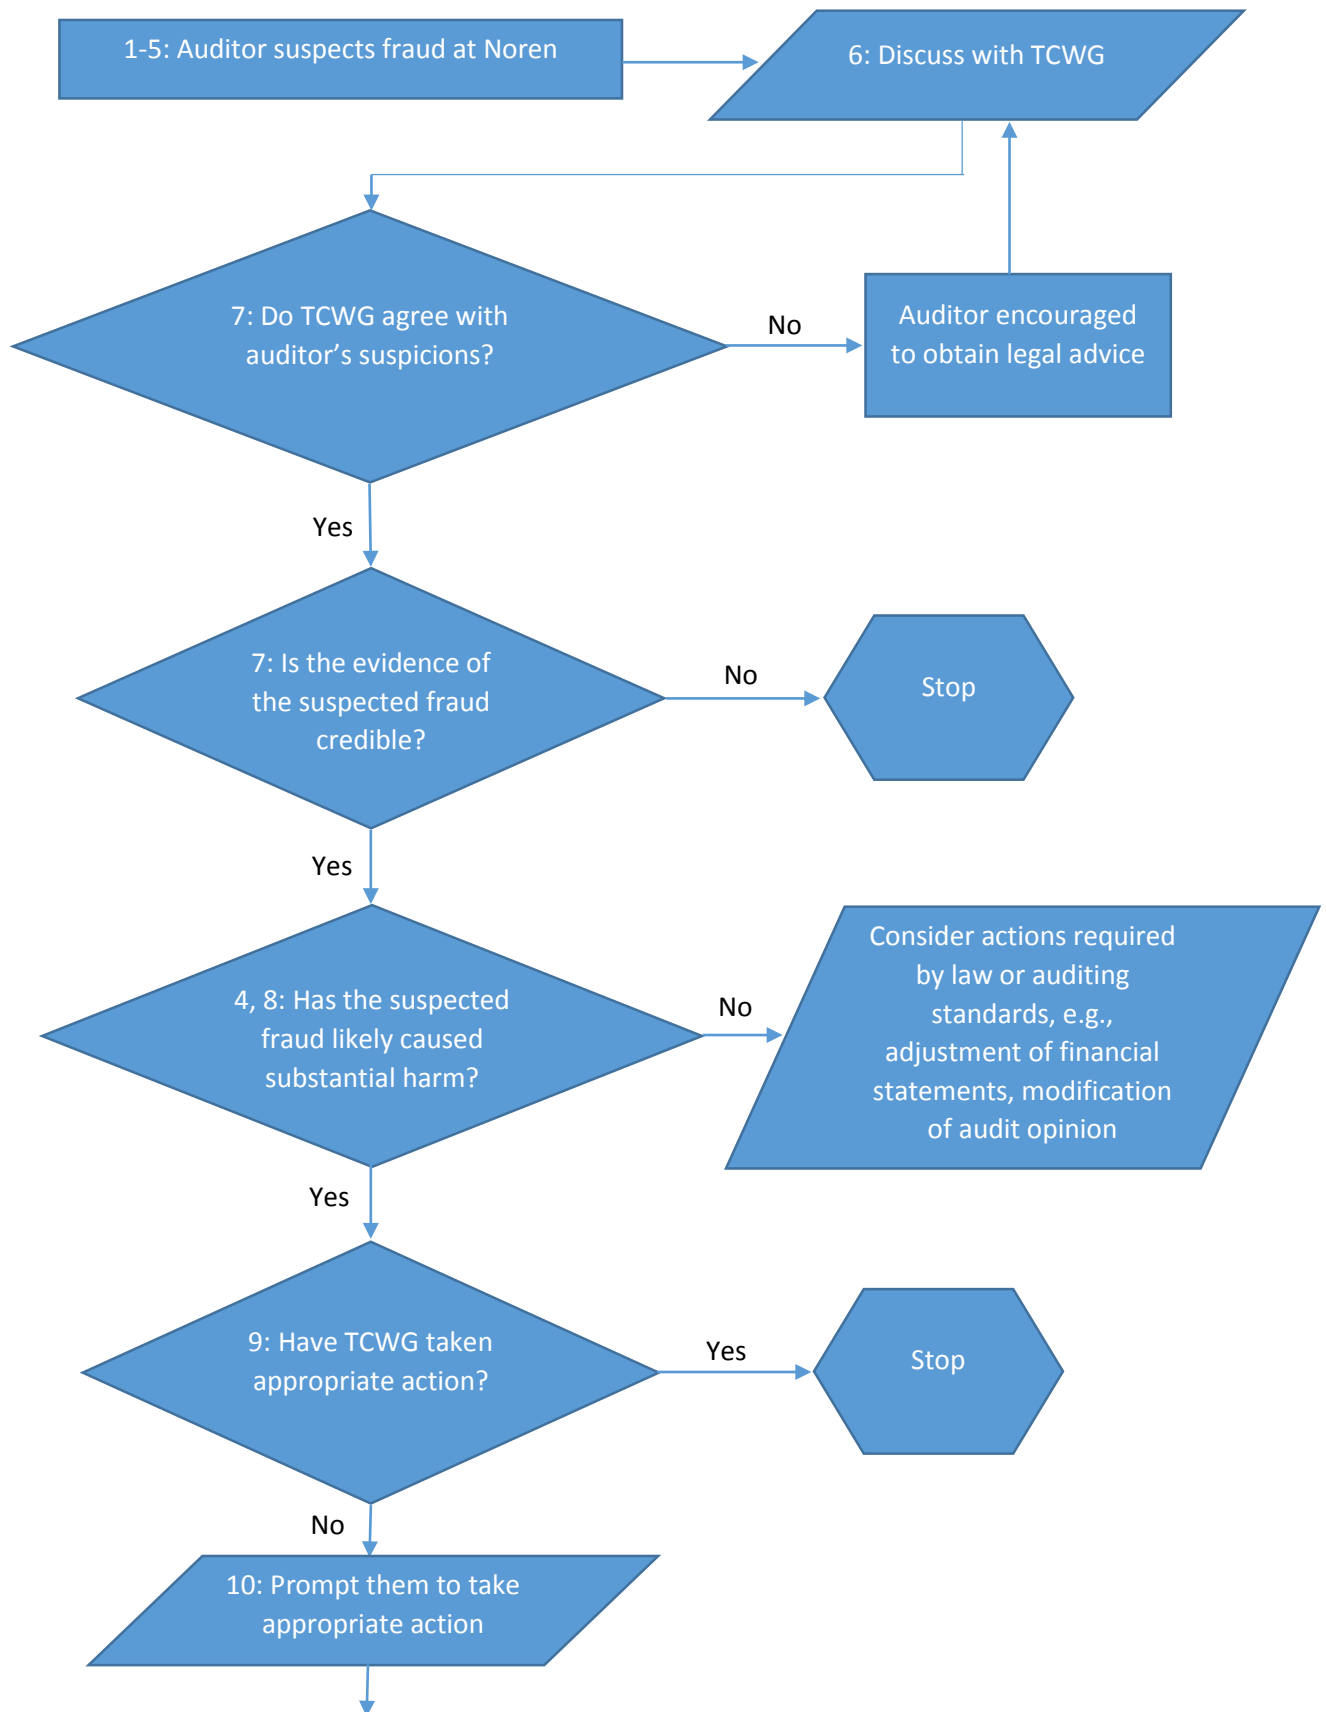 1-5: Auditor suspects fraud at Noren
6: Discuss with TCWG
7: Do TCWG agree with
auditor’s suspicions?
No
Auditor encouraged
to obtain legal advice
Yes
7: Is the evidence of
the suspected fraud
credible?
No
Stop
Yes
4, 8: Has the suspected
fraud likely caused
substantial harm?
No
Consider actions required
by law or auditing
standards, e.g.,
adjustment of financial
statements, modification
of audit opinion
Yes
9: Have TCWG taken
appropriate action?
Yes
Stop
No
10: Prompt them to take
appropriate action